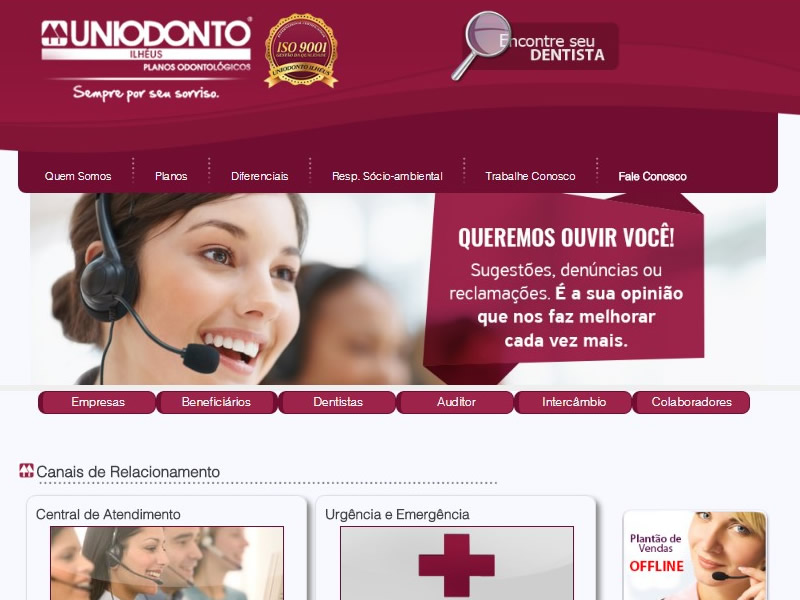 UNIODONTO®
ILHÉUS
PLANOS ODONTOLÓGICOS
Sempre por seu sorriso.
ISO 9001
GESTÃO DA QUALIDADE
UNIODONTO ILHÉUS
Encontre seu
DENTISTA
Quem Somos
Planos
Diferenciais
Resp. Sócio-ambiental
Trabalhe Conosco
Fale Conosco
QUEREMOS OUVIR VOCÊ!
Sugestões, denúncias ou
reclamações. É a sua opinião
que nos faz melhorar
cada vez mais.
Empresas
Beneficiários
Dentistas
Auditor
Intercâmbio
Colaboradores
Canais de Relacionamento
Central de Atendimento
Urgência e Emergência
Plantão de
Vendas
OFFLINE